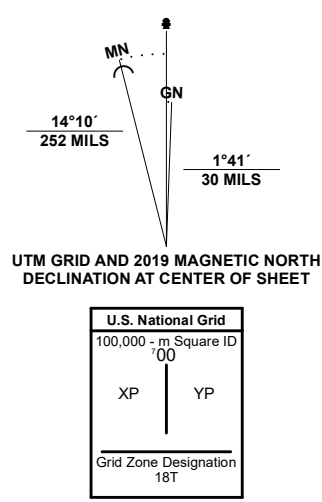 MN
GN
14°10´
252 MILS
1°41´
30 MILS
UTM GRID AND 2019 MAGNETIC NORTH
DECLINATION AT CENTER OF SHEET
U.S. National Grid
100,000 - m Square ID
⁷00
XP YP
Grid Zone Designation
18T